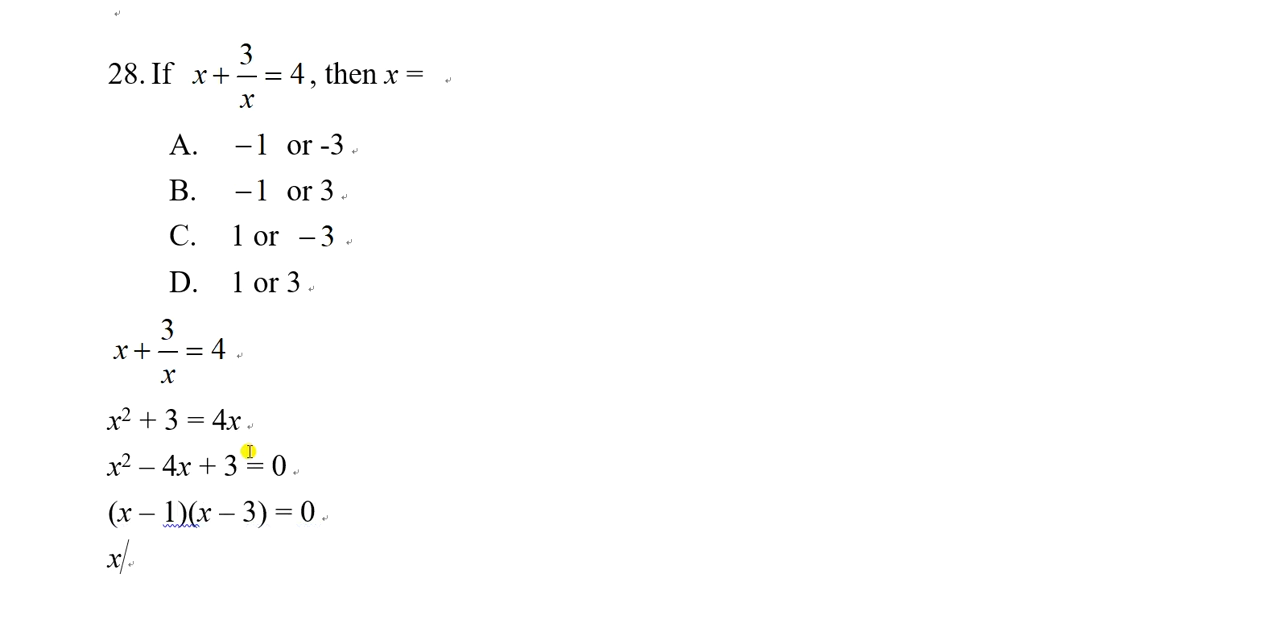 28. If x + 3/x = 4, then x =
A. −1 or -3
B. −1 or 3
C. 1 or −3
D. 1 or 3
x + 3/x = 4
x² + 3 = 4x
x² – 4x + 3 = 0
(x – 1)(x – 3) = 0
x